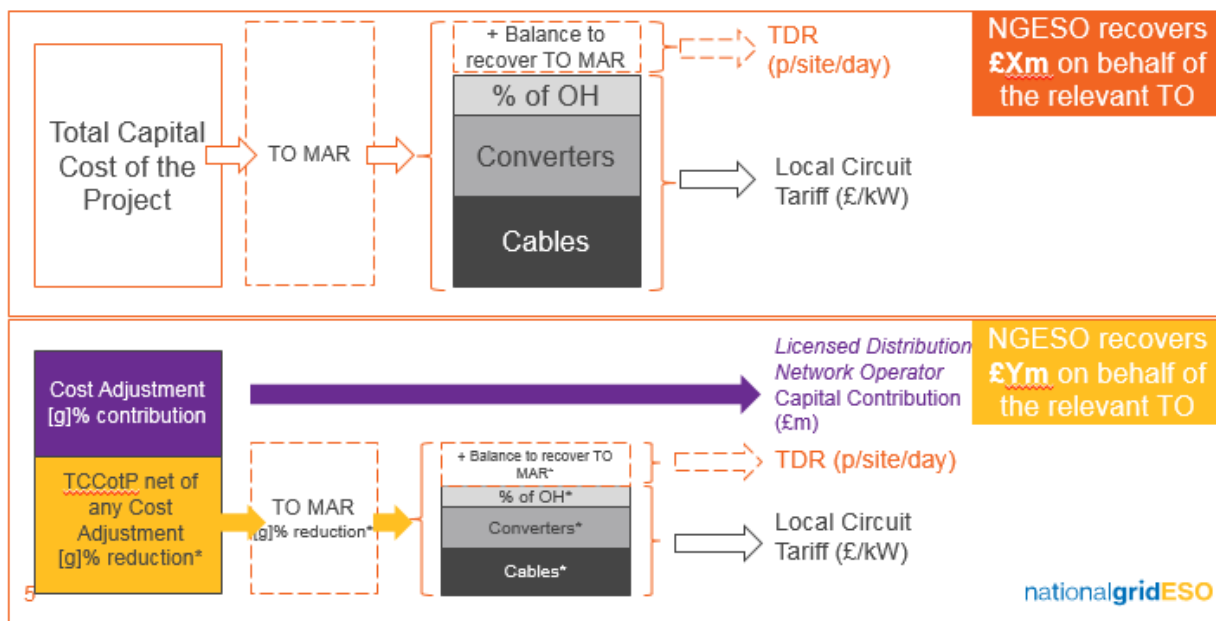 Total Capital
Cost of the
Project
TO MAR
+ Balance to
recover TO MAR
% of OH
Converters
Cables
TDR
(p/site/day)
Local Circuit
Tariff (£/kW)
NGESO recovers
£Xm on behalf of
the relevant TO
Cost Adjustment
[g]% contribution
TCCotP net of
any Cost
Adjustment
[g]% reduction*
TO MAR
[g]% reduction*
+ Balance to recover TO
MAR*
% of OH*
Converters*
Cables*
Licensed Distribution
Network Operator
Capital Contribution
(£m)
TDR (p/site/day)
Local Circuit
Tariff (£/kW)
NGESO recovers
£Ym on behalf of
the relevant TO
5
nationalgridESO